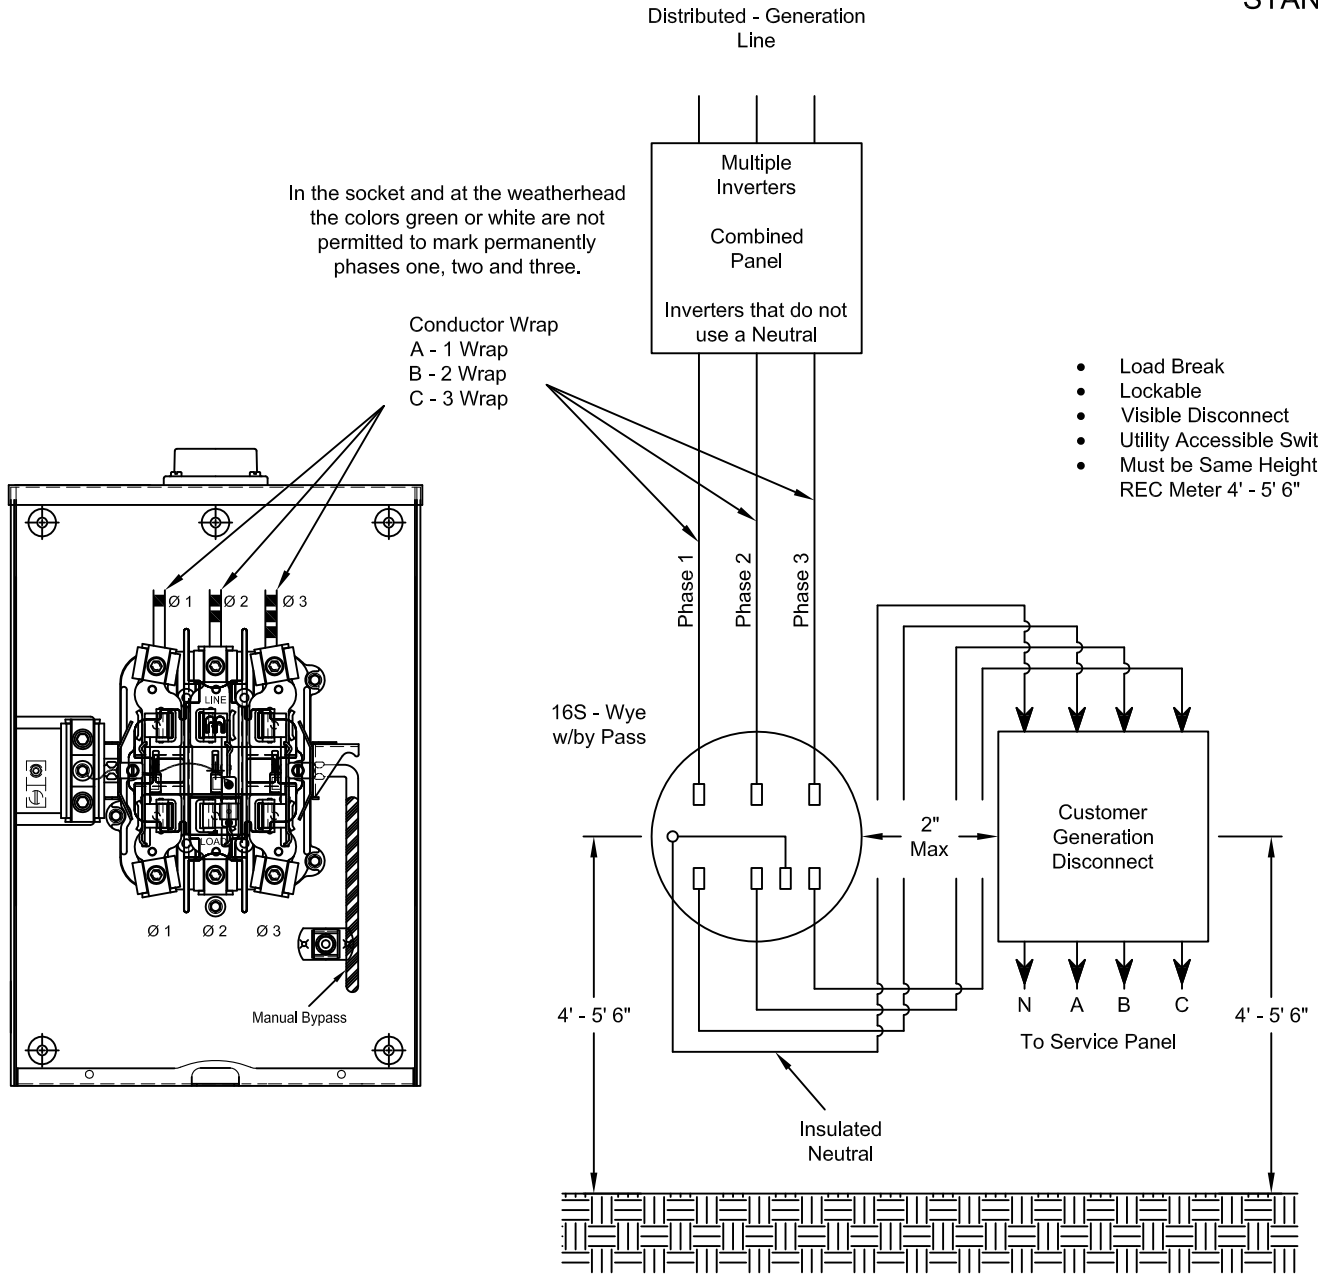 Distributed - Generation
Line
Multiple
Inverters
Combined
Panel
Inverters that do not
use a Neutral
In the socket and at the weatherhead
the colors green or white are not
permitted to mark permanently
phases one, two and three.
Conductor Wrap
A - 1 Wrap
B - 2 Wrap
C - 3 Wrap
• Load Break
• Lockable
• Visible Disconnect
• Utility Accessible Swit
• Must be Same Height
REC Meter 4' - 5' 6"
Phase 1
Phase 2
Phase 3
Ø 1
Ø 2
Ø 3
LINE
LOAD
Ø 1
Ø 2
Ø 3
Manual Bypass
16S - Wye
w/by Pass
2"
Max
Customer
Generation
Disconnect
4' - 5' 6"
N A B C
To Service Panel
4' - 5' 6"
Insulated
Neutral